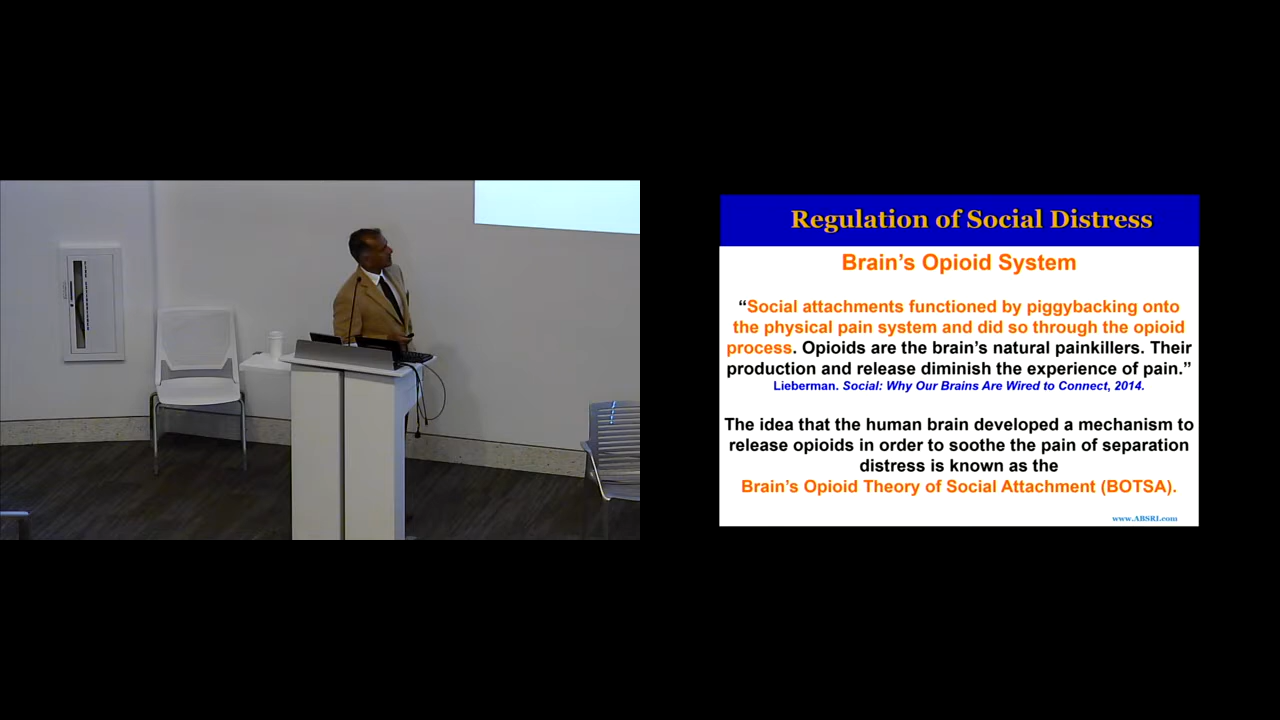 Regulation of Social Distress
Brain’s Opioid System
“Social attachments functioned by piggybacking onto
the physical pain system and did so through the opioid
process. Opioids are the brain’s natural painkillers. Their
production and release diminish the experience of pain.”
Lieberman. Social: Why Our Brains Are Wired to Connect, 2014.
The idea that the human brain developed a mechanism to
release opioids in order to soothe the pain of separation
distress is known as the
Brain’s Opioid Theory of Social Attachment (BOTSA).
www.ABSRI.com